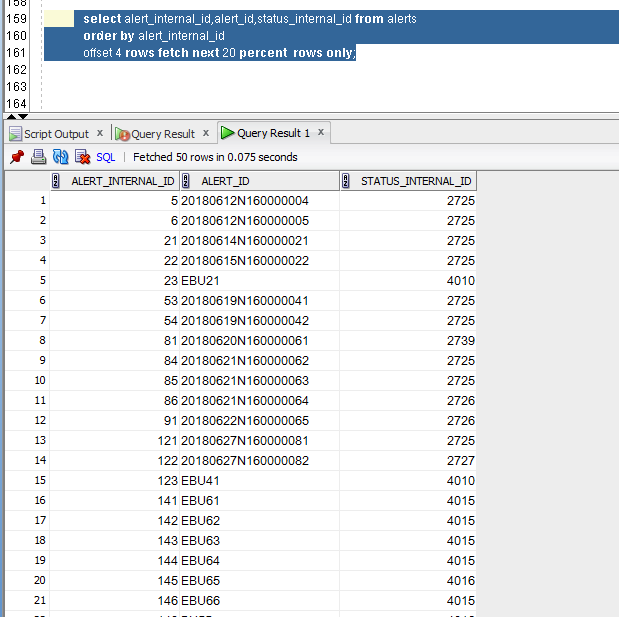 158
159 select alert_internal_id,alert_id,status_internal_id from alerts
160 order by alert_internal_id
161 offset 4 rows fetch next 20 percent rows only;
162
163
164
Script Output x Query Result x Query Result 1 x
SQL | Fetched 50 rows in 0.075 seconds
ALERT_INTERNAL_ID ALERT_ID STATUS_INTERNAL_ID
1 5 20180612N160000004 2725
2 6 20180612N160000005 2725
3 21 20180614N160000021 2725
4 22 20180615N160000022 2725
5 23 EBU21 4010
6 53 20180619N160000041 2725
7 54 20180619N160000042 2725
8 81 20180620N160000061 2739
9 84 20180621N160000062 2725
10 85 20180621N160000063 2725
11 86 20180621N160000064 2726
12 91 20180622N160000065 2726
13 121 20180627N160000081 2725
14 122 20180627N160000082 2727
15 123 EBU41 4010
16 141 EBU61 4015
17 142 EBU62 4015
18 143 EBU63 4015
19 144 EBU64 4015
20 145 EBU65 4016
21 146 EBU66 4015